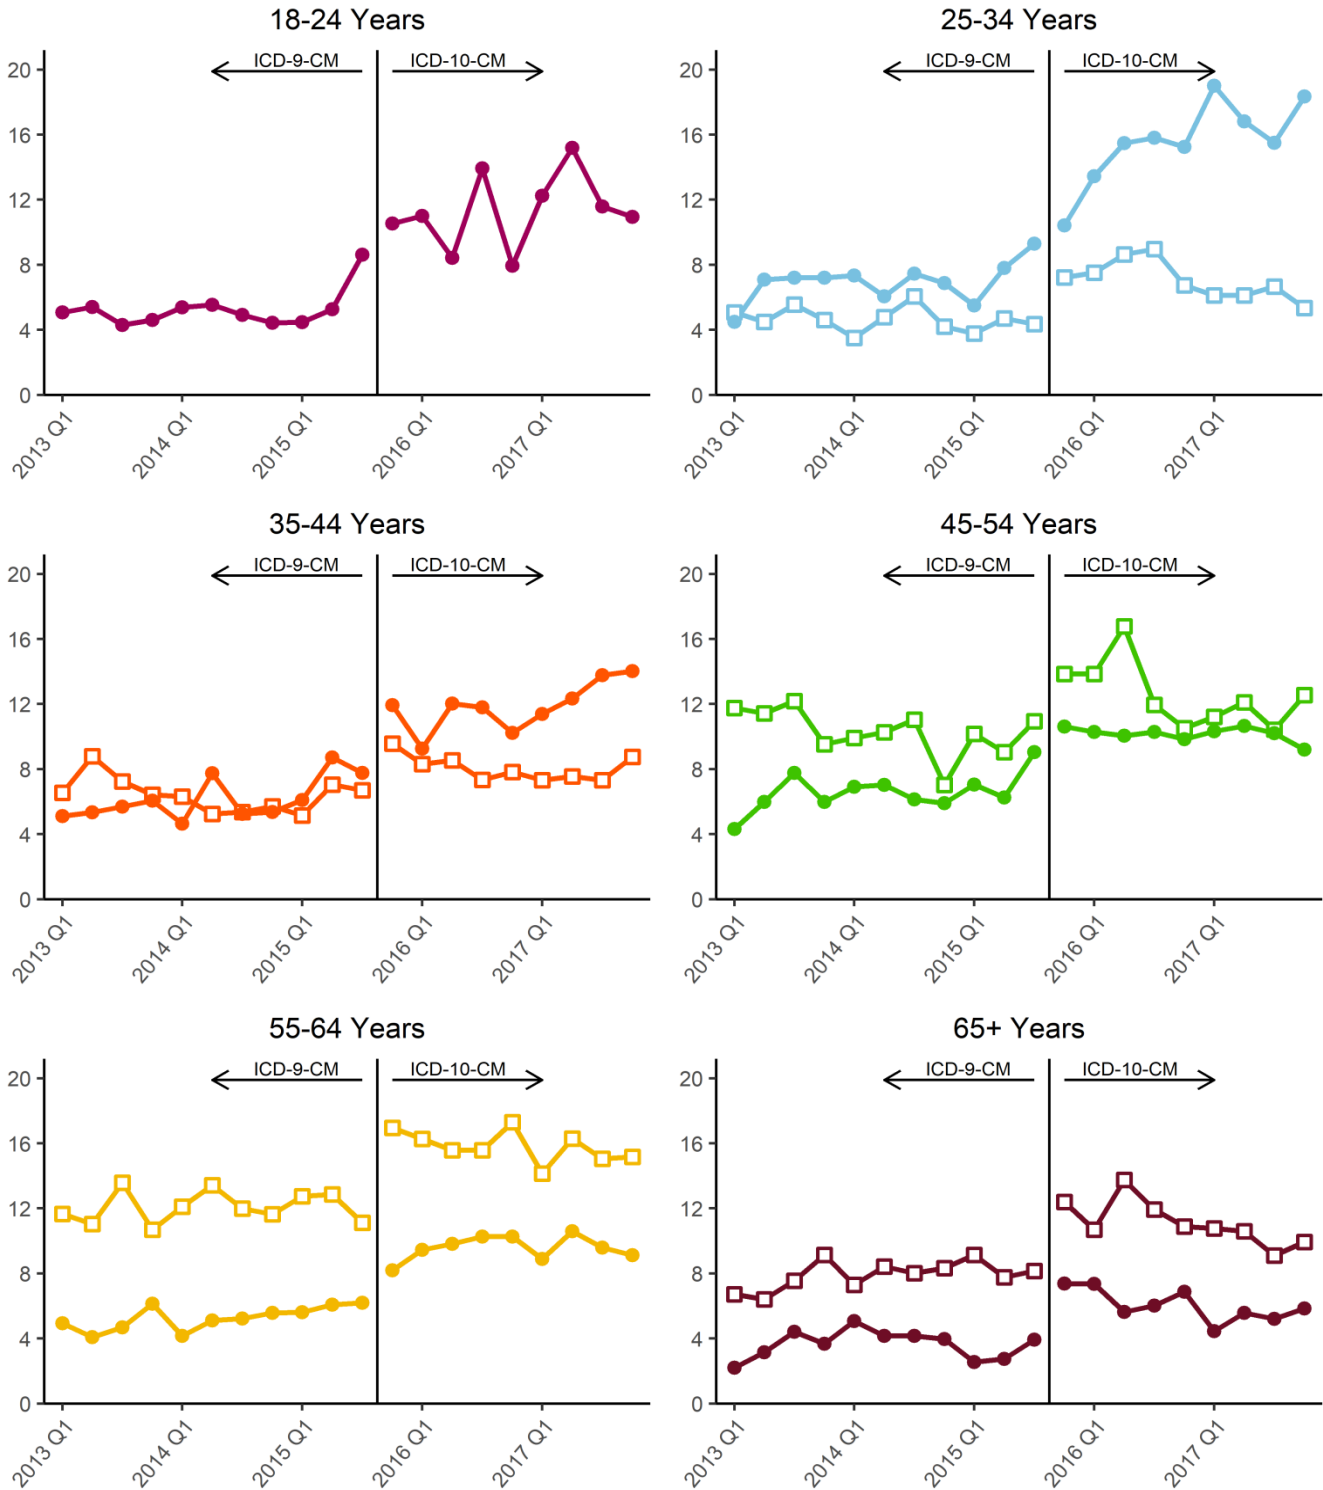 18-24 Years
ICD-9-CM
ICD-10-CM
20
16
12
8
4
0
2013 Q1
2014 Q1
2015 Q1
2016 Q1
2017 Q1
25-34 Years
ICD-9-CM
ICD-10-CM
20
16
12
8
4
0
2013 Q1
2014 Q1
2015 Q1
2016 Q1
2017 Q1
35-44 Years
ICD-9-CM
ICD-10-CM
20
16
12
8
4
0
2013 Q1
2014 Q1
2015 Q1
2016 Q1
2017 Q1
45-54 Years
ICD-9-CM
ICD-10-CM
20
16
12
8
4
0
2013 Q1
2014 Q1
2015 Q1
2016 Q1
2017 Q1
55-64 Years
ICD-9-CM
ICD-10-CM
20
16
12
8
4
0
2013 Q1
2014 Q1
2015 Q1
2016 Q1
2017 Q1
65+ Years
ICD-9-CM
ICD-10-CM
20
16
12
8
4
0
2013 Q1
2014 Q1
2015 Q1
2016 Q1
2017 Q1